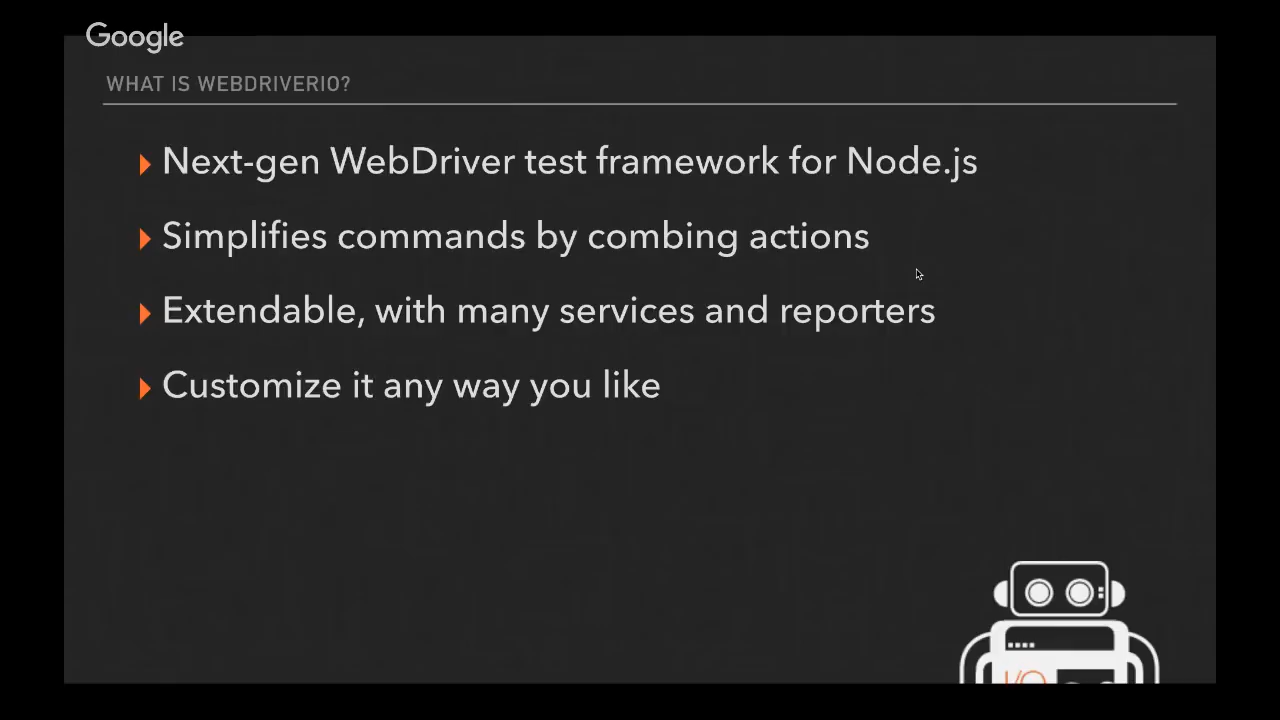 Google
WHAT IS WEBDRIVERIO?
Next-gen WebDriver test framework for Node.js
Simplifies commands by combing actions
Extendable, with many services and reporters
Customize it any way you like
I/O